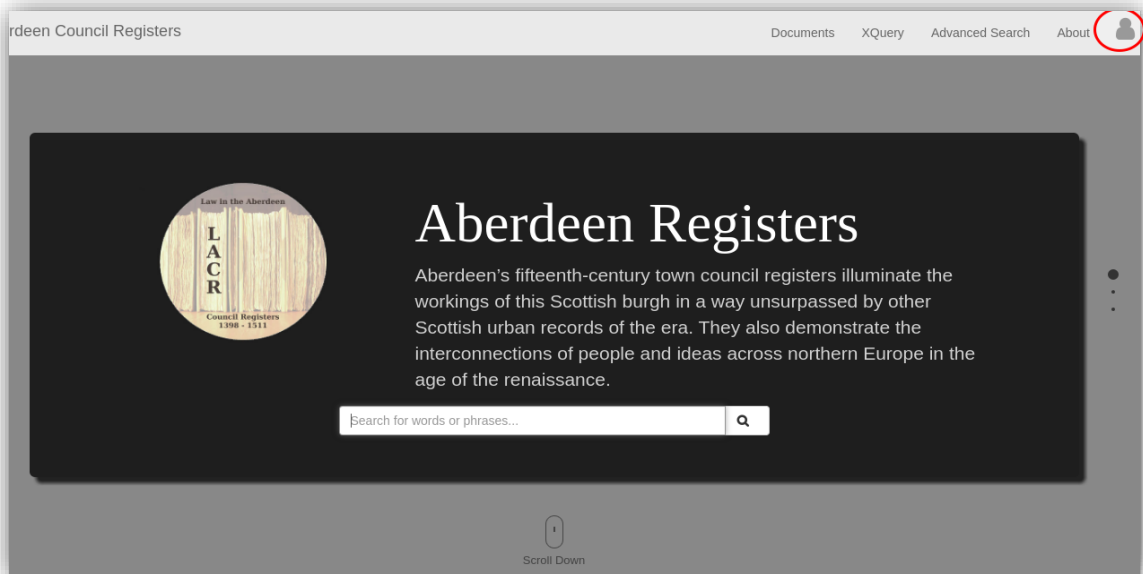 rdeen Council Registers
Documents XQuery Advanced Search About
Law in the Aberdeen
L
A
C
R
Council Registers
1398 - 1511
Aberdeen Registers
Aberdeen’s fifteenth-century town council registers illuminate the
workings of this Scottish burgh in a way unsurpassed by other
Scottish urban records of the era. They also demonstrate the
interconnections of people and ideas across northern Europe in the
age of the renaissance.
Search for words or phrases...
Scroll Down